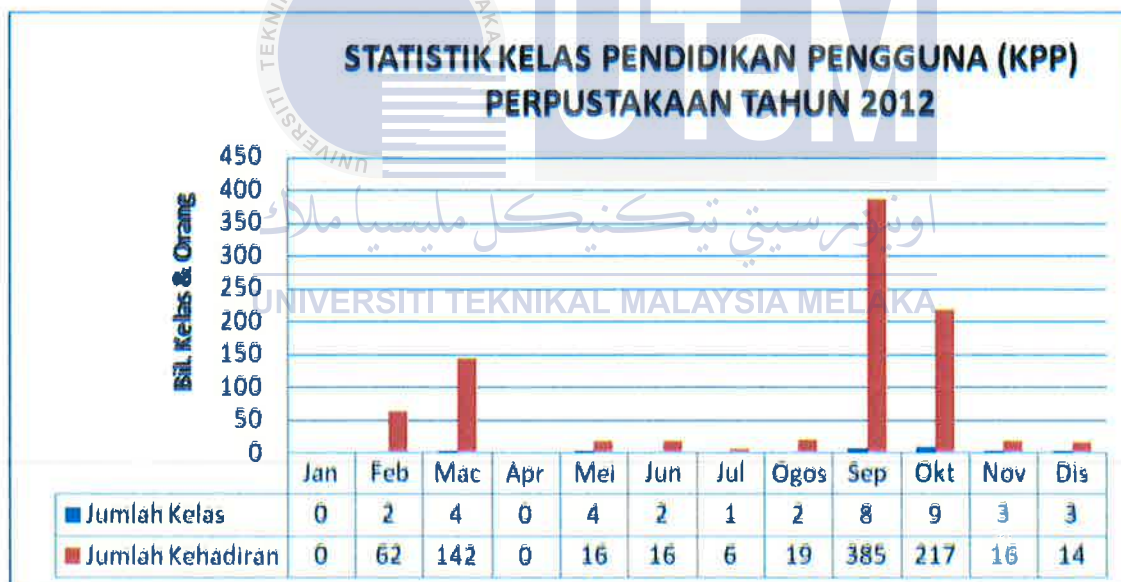 STATISTIK KELAS PENDIDIKAN PENGGUNA (KPP)
PERPUSTAKAAN TAHUN 2012
UTeM
اونيۏرسيتي تيكنيكل مليسيا ملاك
UNIVERSITI TEKNIKAL MALAYSIA MELAKA
Bil. Kelas & Orang
450
400
350
300
250
200
150
100
50
0
Jan Feb Mac Apr Mei Jun Jul Ogos Sep Okt Nov Dis
Jumlah Kelas 0 2 4 0 4 2 1 2 8 9 3 3
Jumlah Kehadiran 0 62 142 0 16 16 6 19 385 217 16 14